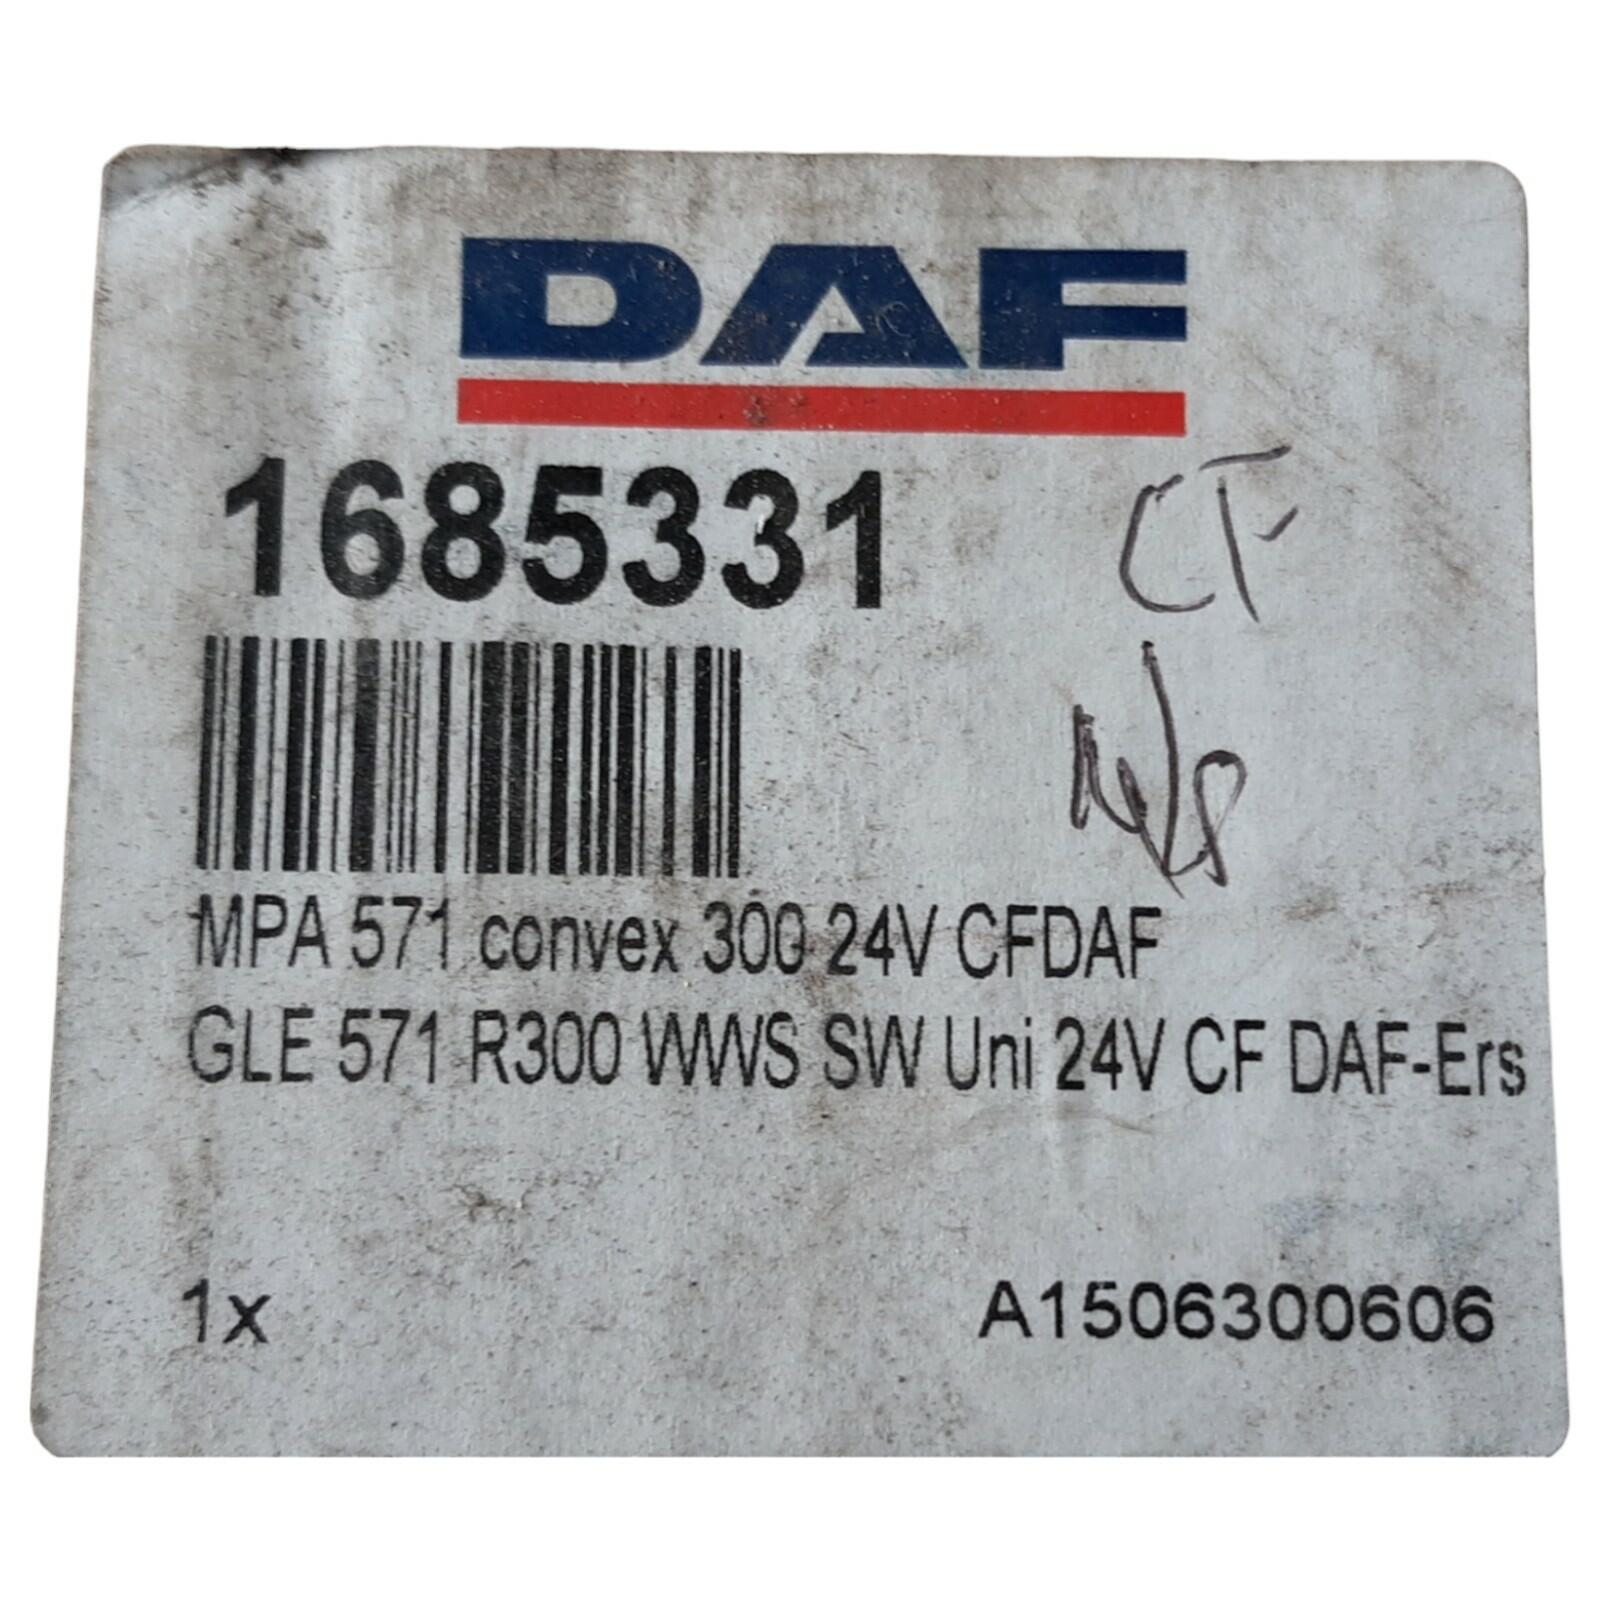 DAF
1685331
CF
N/S
MPA 571 convex 300 24V CFDAF
GLE 571 R300 WWS SW Uni 24V CF DAF-Ers
1x
A1506300606